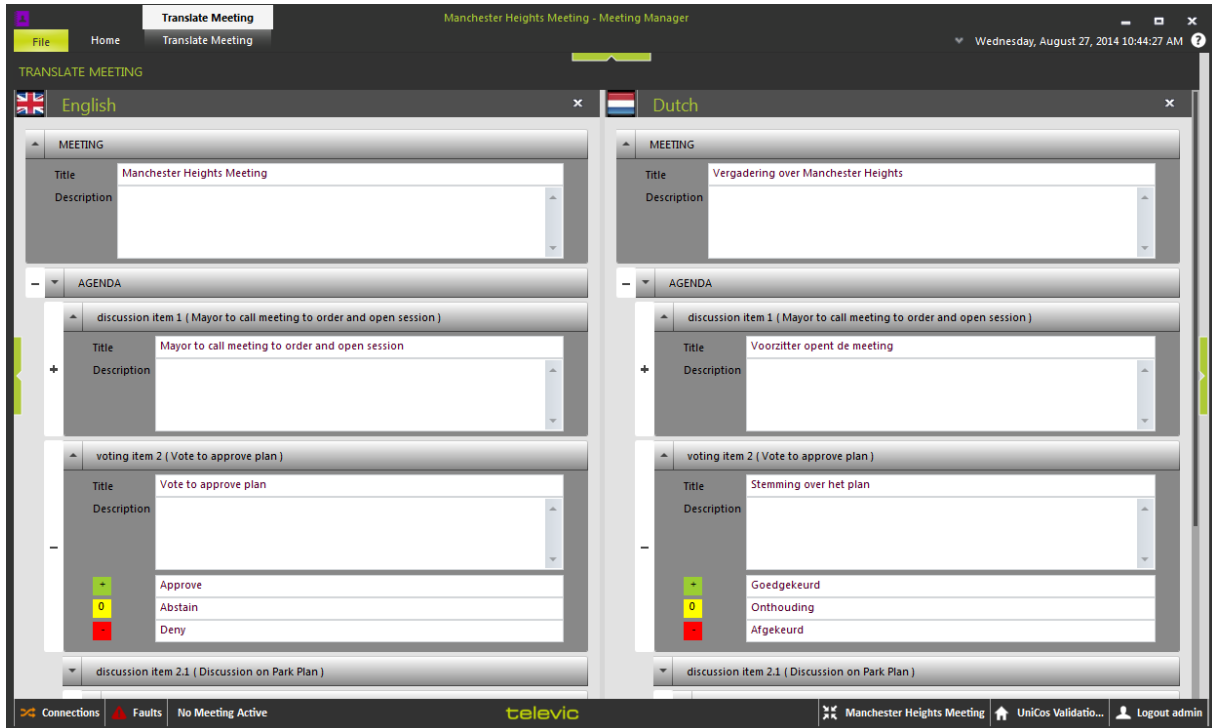 Translate Meeting
Manchester Heights Meeting - Meeting Manager
File Home Translate Meeting
Wednesday, August 27, 2014 10:44:27 AM ?
TRANSLATE MEETING
English
MEETING
Title Manchester Heights Meeting
Description
AGENDA
discussion item 1 ( Mayor to call meeting to order and open session )
Title Mayor to call meeting to order and open session
Description
voting item 2 ( Vote to approve plan )
Title Vote to approve plan
Description
+ Approve
0 Abstain
- Deny
discussion item 2.1 ( Discussion on Park Plan )
Dutch
MEETING
Title Vergadering over Manchester Heights
Description
AGENDA
discussion item 1 ( Mayor to call meeting to order and open session )
Title Voorzitter opent de meeting
Description
voting item 2 ( Vote to approve plan )
Title Stemming over het plan
Description
+ Goedgekeurd
0 Onthouding
- Afgekeurd
discussion item 2.1 ( Discussion on Park Plan )
Connections Faults No Meeting Active televic Manchester Heights Meeting UniCos Validatio... Logout admin